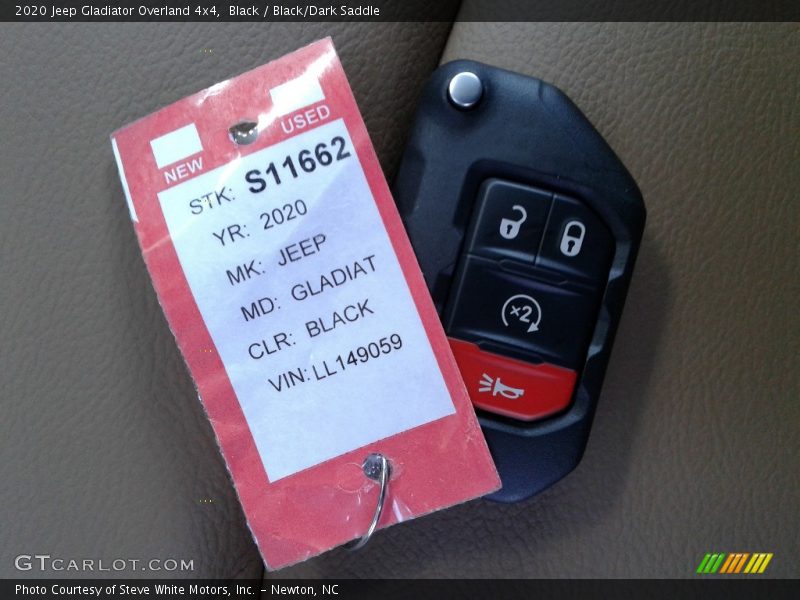 2020 Jeep Gladiator Overland 4x4, Black / Black/Dark Saddle
NEW USED
STK: S11662
YR: 2020
MK: JEEP
MD: GLADIAT
CLR: BLACK
VIN: LL149059
x2
GTCARLOT.COM
Photo Courtesy of Steve White Motors, Inc. – Newton, NC